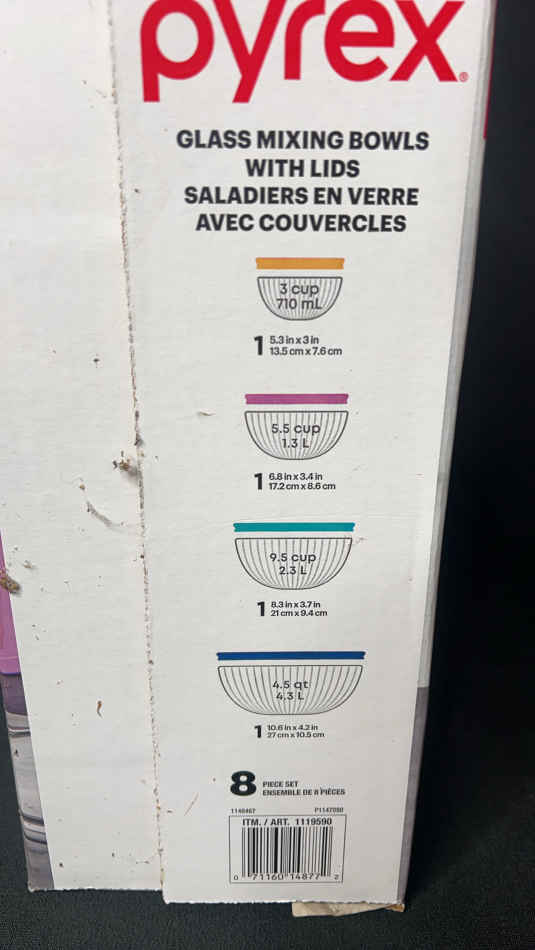 pyrex®
GLASS MIXING BOWLS
WITH LIDS
SALADIERS EN VERRE
AVEC COUVERCLES
3 cup
710 mL
1 5.3 in x 3 in
13.5 cm x 7.6 cm
5.5 cup
1.3 L
1 6.8 in x 3.4 in
17.2 cm x 8.6 cm
9.5 cup
2.3 L
1 8.3 in x 3.7 in
21 cm x 9.4 cm
4.5 qt
4.3 L
1 10.6 in x 4.2 in
27 cm x 10.5 cm
8 PIECE SET
ENSEMBLE DE 8 PIÈCES
ITM. / ART. 1119590
0 71160 14877 2